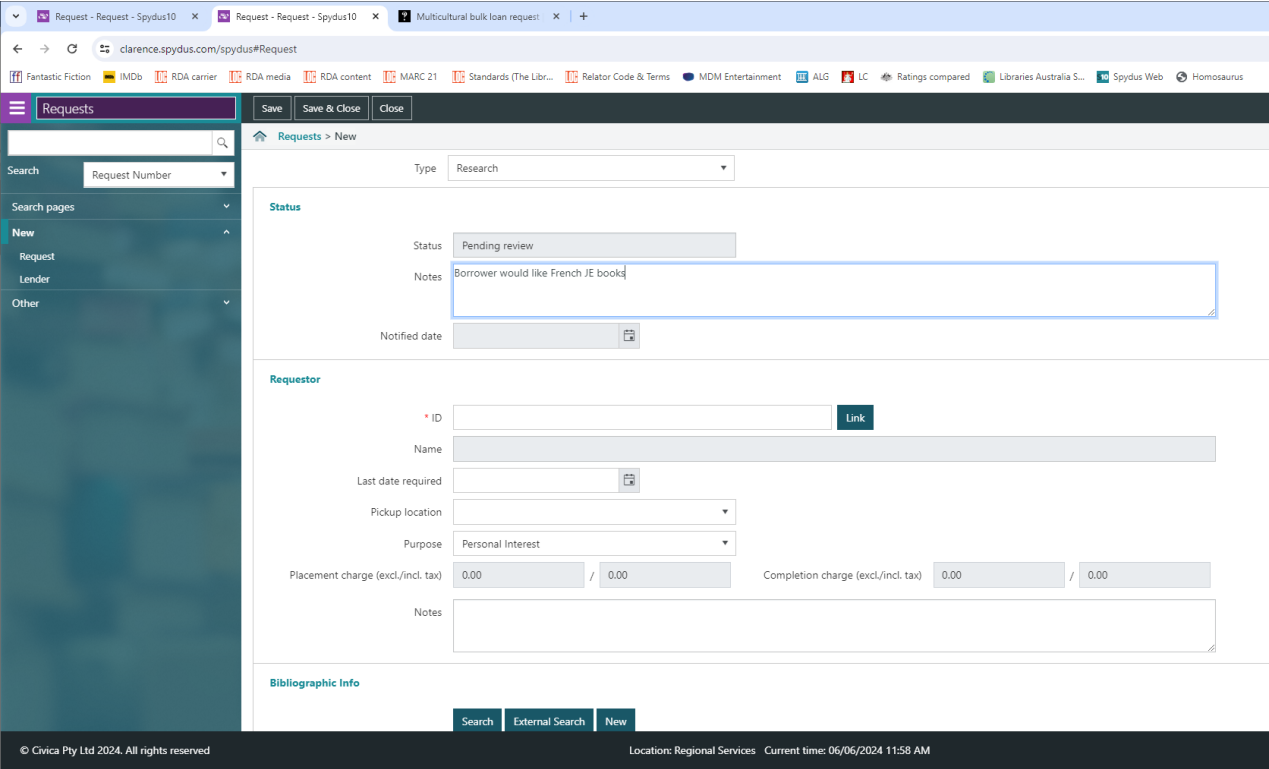 Request - Request - Spydus10
Request - Request - Spydus10
Multicultural bulk loan request
clarence.spydus.com/spydus#Request
Fantastic Fiction IMDb RDA carrier RDA media RDA content MARC 21 Standards (The Libr... Relator Code & Terms MDM Entertainment ALG LC Ratings compared Libraries Australia S... Spydus Web Homosaurus
Requests
Save Save & Close Close
Requests > New
Search Request Number
Search pages
New
Request
Lender
Other
Type Research
Status
Status Pending review
Notes Borrower would like French JE books
Notified date
Requestor
* ID Link
Name
Last date required
Pickup location
Purpose Personal Interest
Placement charge (excl./incl. tax) 0.00 / 0.00 Completion charge (excl./incl. tax) 0.00 / 0.00
Notes
Bibliographic Info
Search External Search New
© Civica Pty Ltd 2024. All rights reserved Location: Regional Services Current time: 06/06/2024 11:58 AM